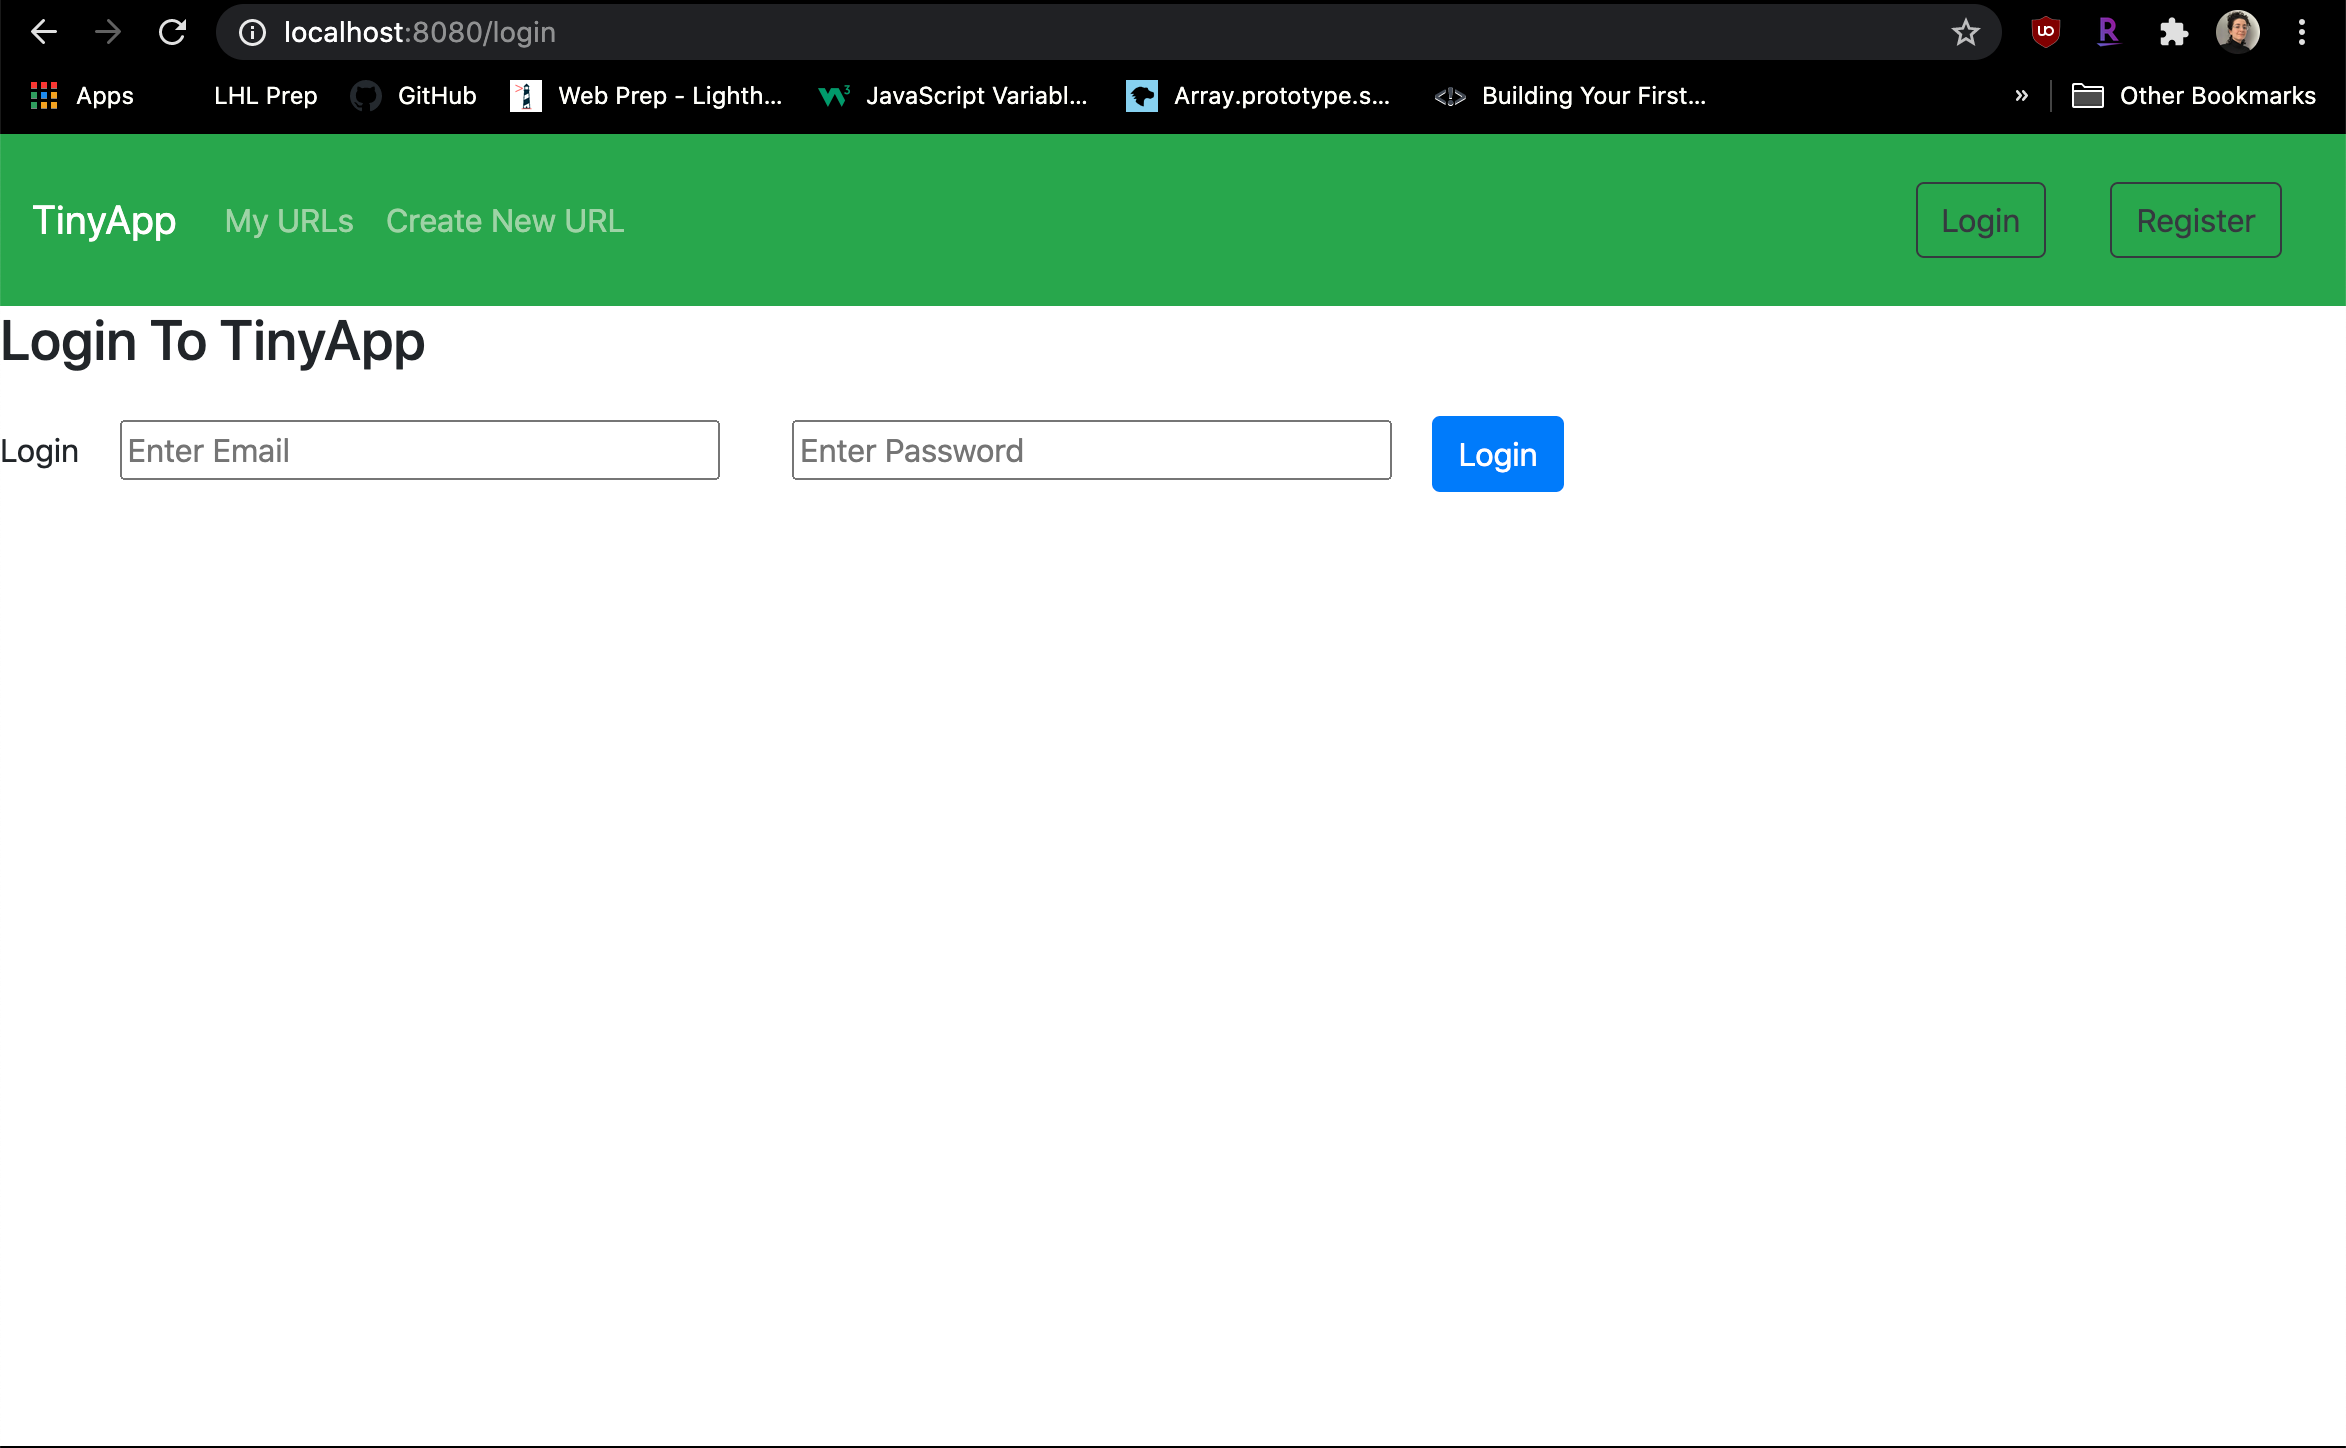 localhost:8080/login
Apps LHL Prep GitHub Web Prep - Lighth... JavaScript Variabl... Array.prototype.s... Building Your First... » Other Bookmarks
TinyApp My URLs Create New URL Login Register
Login To TinyApp
Login Enter Email Enter Password Login